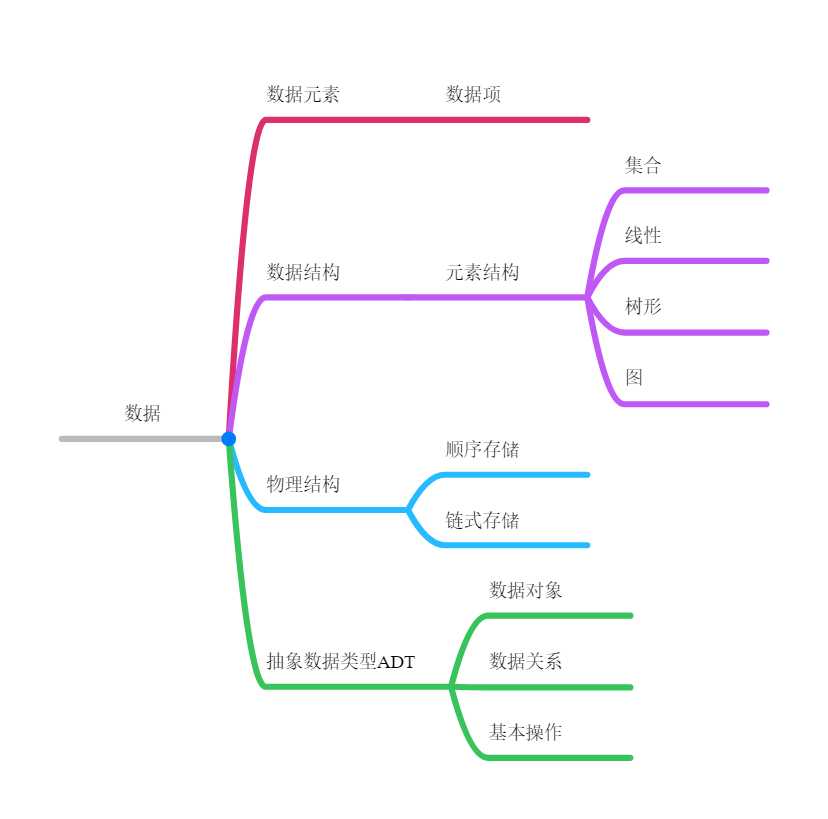 数据元素
数据项
集合
线性
数据结构
元素结构
树形
图
数据
顺序存储
物理结构
链式存储
数据对象
抽象数据类型ADT
数据关系
基本操作